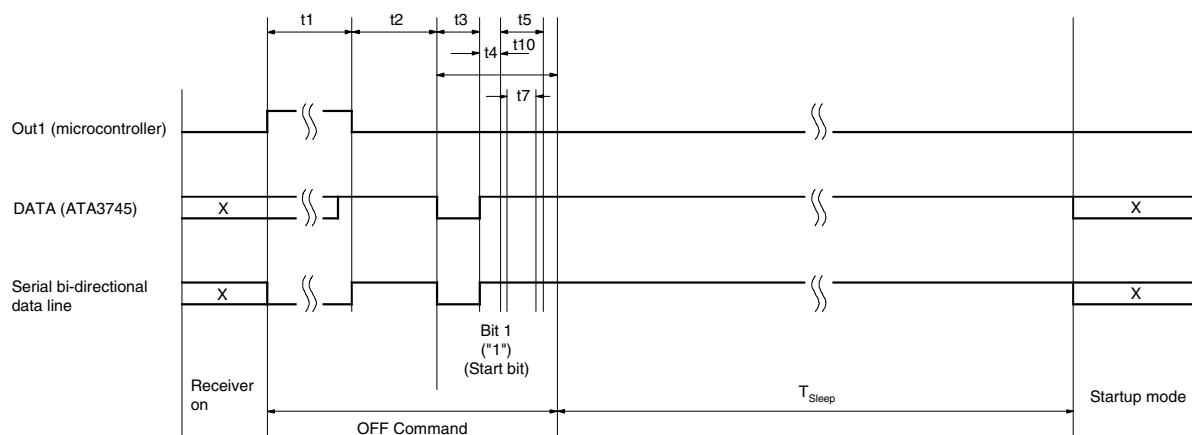 t1
t2
t3
t5
t4
t10
t7
Out1 (microcontroller)
DATA (ATA3745)
X
X
Serial bi-directional
data line
X
X
Bit 1
("1")
(Start bit)
Receiver
on
TSleep
Startup mode
OFF Command